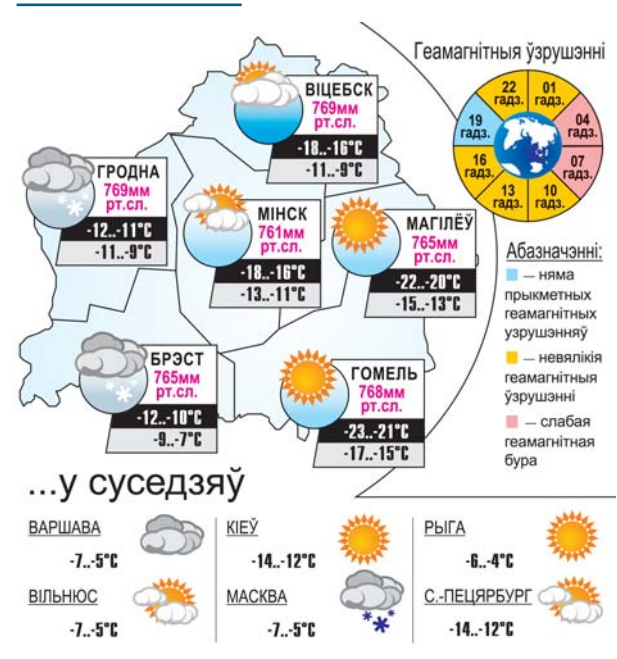 Геамагнітныя ўзрушэнні
22
гадз.
01
гадз.
04
гадз.
07
гадз.
10
гадз.
13
гадз.
16
гадз.
19
гадз.
ВІЦЕБСК
769мм
рт.сл.
-18..-16°C
-11..-9°C
ГРОДНА
769мм
рт.сл.
-12..-11°C
-11..-9°C
МІНСК
761мм
рт.сл.
-18..-16°C
-13..-11°C
МАГІЛЁЎ
765мм
рт.сл.
-22..-20°C
-15..-13°C
Абазначэнні:
— няма
прыкметных
геамагнітных
узрушэнняў
— невялікія
геамагнітныя
ўзрушэнні
— слабая
геамагнітная
бура
БРЭСТ
765мм
рт.сл.
-12..-10°C
-9..-7°C
ГОМЕЛЬ
768мм
рт.сл.
-23..-21°C
-17..-15°C
...у суседзяў
ВАРШАВА
-7..-5°C
КІЕЎ
-14..-12°C
РЫГА
-6..-4°C
ВІЛЬНЮС
-7..-5°C
МАСКВА
-7..-5°C
С.-ПЕЦЯРБУРГ
-14..-12°C